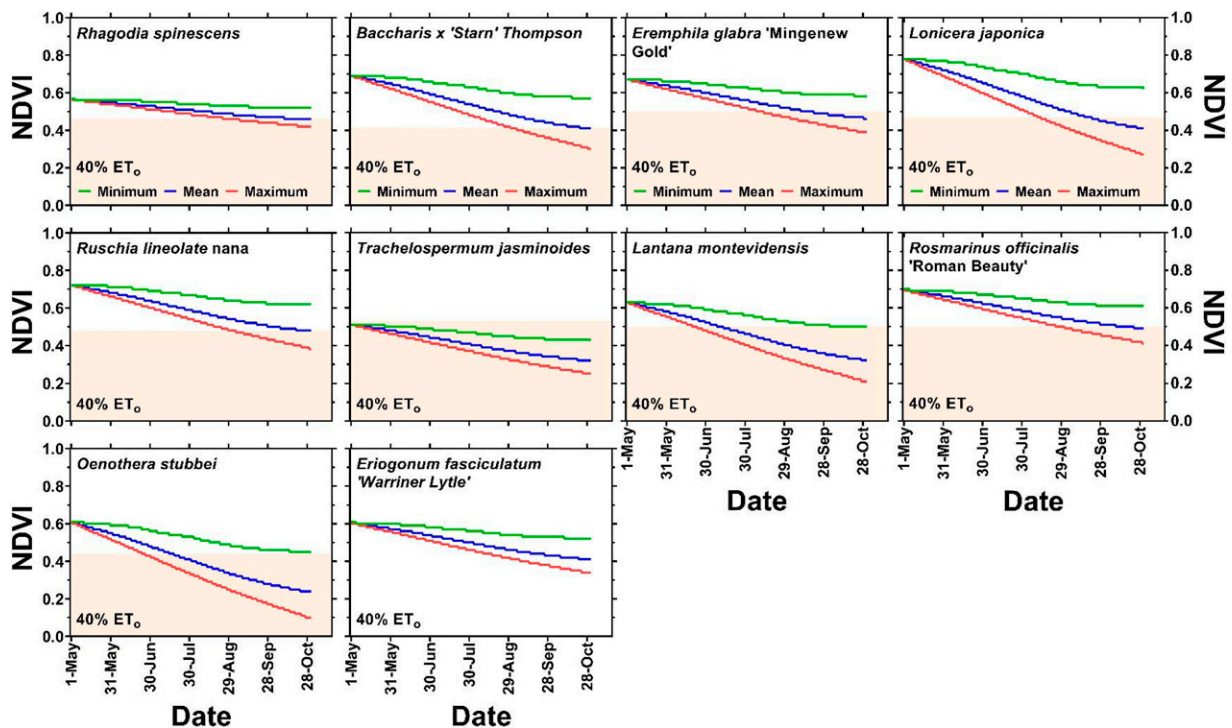 NDVI
1.0
0.8
0.6
0.4
0.2
0.0
Rhagodia spinescens
40% ETo
Minimum Mean Maximum
Baccharis x 'Starn' Thompson
40% ETo
Minimum Mean Maximum
Eremphila glabra 'Mingenew
Gold'
40% ETo
Minimum Mean Maximum
Lonicera japonica
40% ETo
Minimum Mean Maximum
1.0
0.8
0.6
0.4
0.2
0.0
NDVI
NDVI
1.0
0.8
0.6
0.4
0.2
0.0
Ruschia lineolate nana
40% ETo
Trachelospermum jasminoides
40% ETo
Lantana montevidensis
40% ETo
Rosmarinus officinalis
'Roman Beauty'
40% ETo
1.0
0.8
0.6
0.4
0.2
0.0
NDVI
1-May
31-May
30-Jun
30-Jul
29-Aug
28-Sep
28-Oct
Date
1-May
31-May
30-Jun
30-Jul
29-Aug
28-Sep
28-Oct
Date
NDVI
1.0
0.8
0.6
0.4
0.2
0.0
Oenothera stubbei
40% ETo
Eriogonum fasciculatum
'Warriner Lytle'
40% ETo
1-May
31-May
30-Jun
30-Jul
29-Aug
28-Sep
28-Oct
Date
1-May
31-May
30-Jun
30-Jul
29-Aug
28-Sep
28-Oct
Date